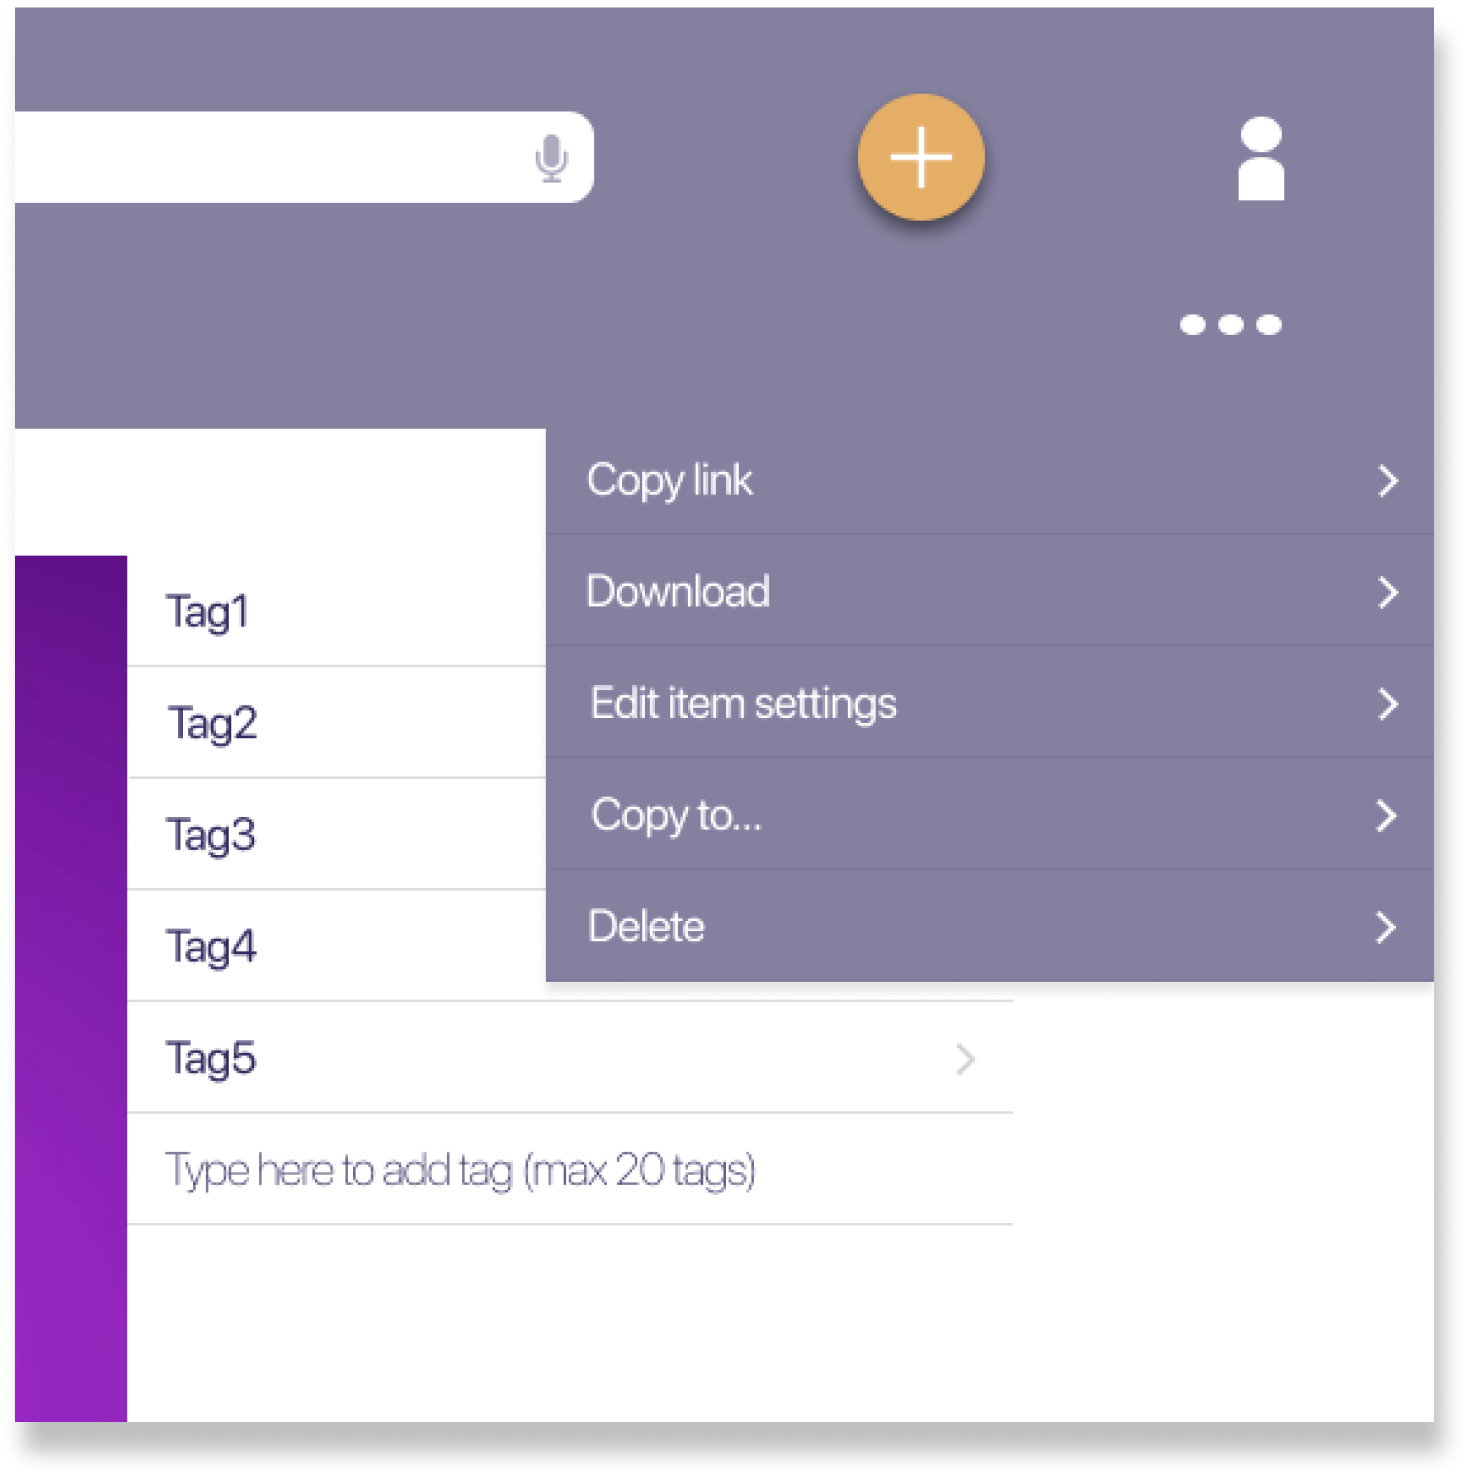 Copy link
Download
Edit item settings
Copy to...
Delete
Tag1
Tag2
Tag3
Tag4
Tag5
Type here to add tag (max 20 tags)